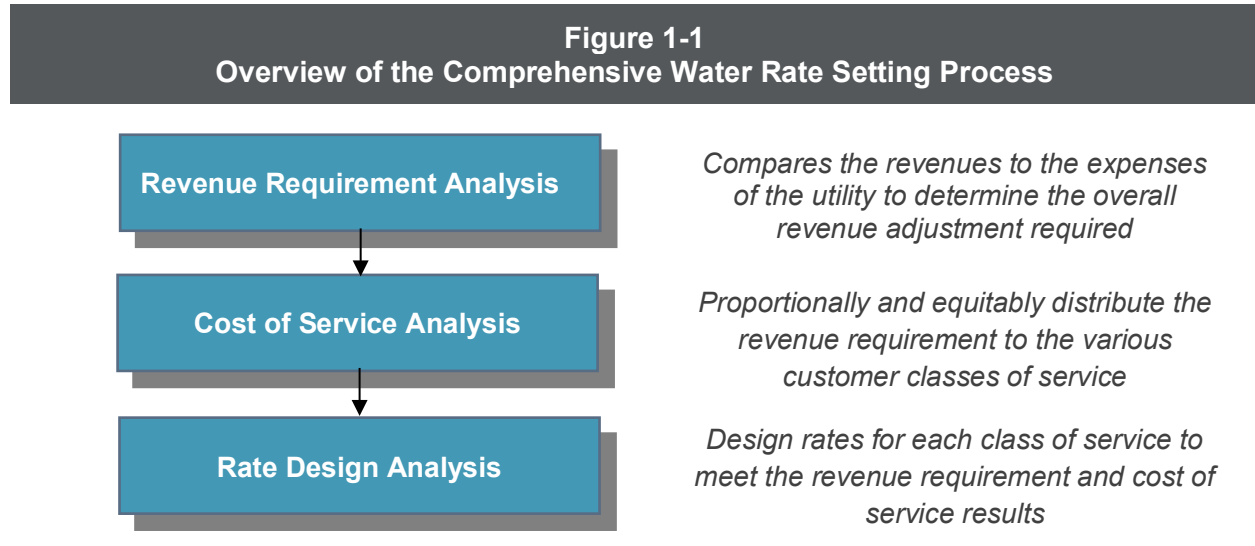 Figure 1-1
Overview of the Comprehensive Water Rate Setting Process
Revenue Requirement Analysis
Compares the revenues to the expenses
of the utility to determine the overall
revenue adjustment required
Cost of Service Analysis
Proportionally and equitably distribute the
revenue requirement to the various
customer classes of service
Rate Design Analysis
Design rates for each class of service to
meet the revenue requirement and cost of
service results